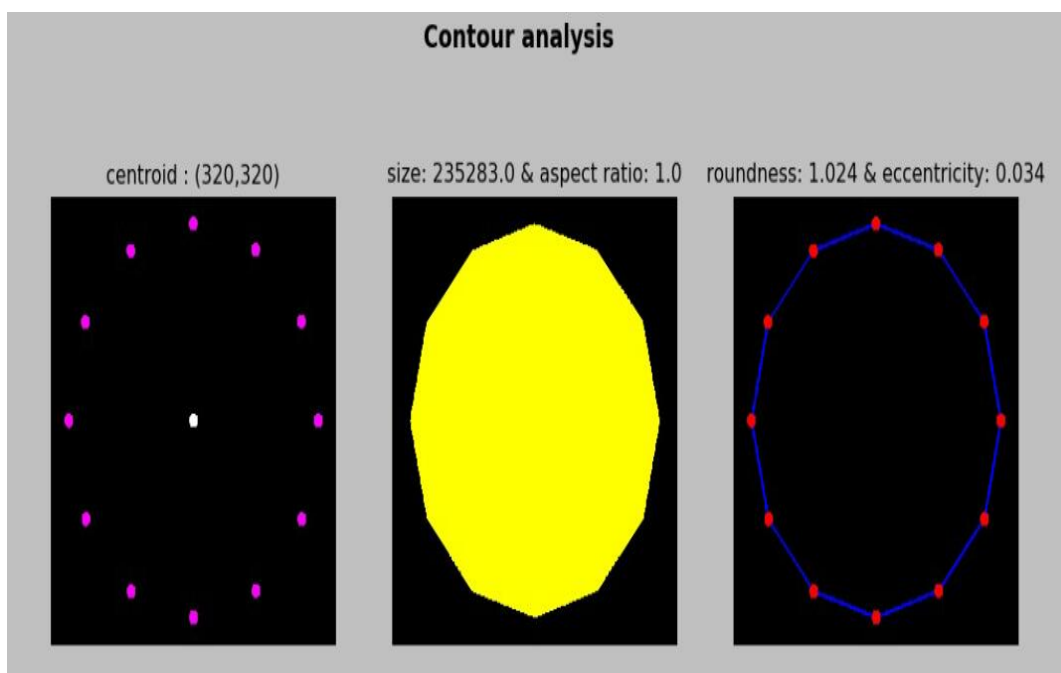 Contour analysis
centroid : (320,320)
size: 235283.0 & aspect ratio: 1.0
roundness: 1.024 & eccentricity: 0.034